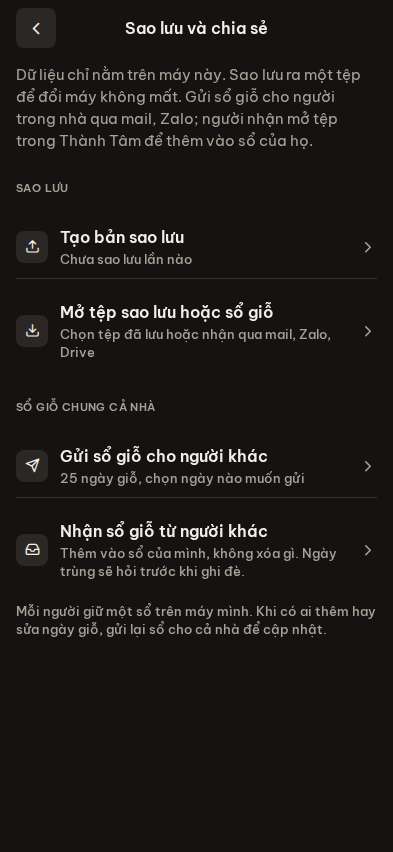 Sao lưu và chia sẻ
Dữ liệu chỉ nằm trên máy này. Sao lưu ra một tệp
để đổi máy không mất. Gửi sổ giỗ cho người
trong nhà qua mail, Zalo; người nhận mở tệp
trong Thành Tâm để thêm vào sổ của họ.
SAO LƯU
Tạo bản sao lưu
Chưa sao lưu lần nào
Mở tệp sao lưu hoặc sổ giỗ
Chọn tệp đã lưu hoặc nhận qua mail, Zalo,
Drive
SỔ GIỖ CHUNG CẢ NHÀ
Gửi sổ giỗ cho người khác
25 ngày giỗ, chọn ngày nào muốn gửi
Nhận sổ giỗ từ người khác
Thêm vào sổ của mình, không xóa gì. Ngày
trùng sẽ hỏi trước khi ghi đè.
Mỗi người giữ một sổ trên máy mình. Khi có ai thêm hay
sửa ngày giỗ, gửi lại sổ cho cả nhà để cập nhật.